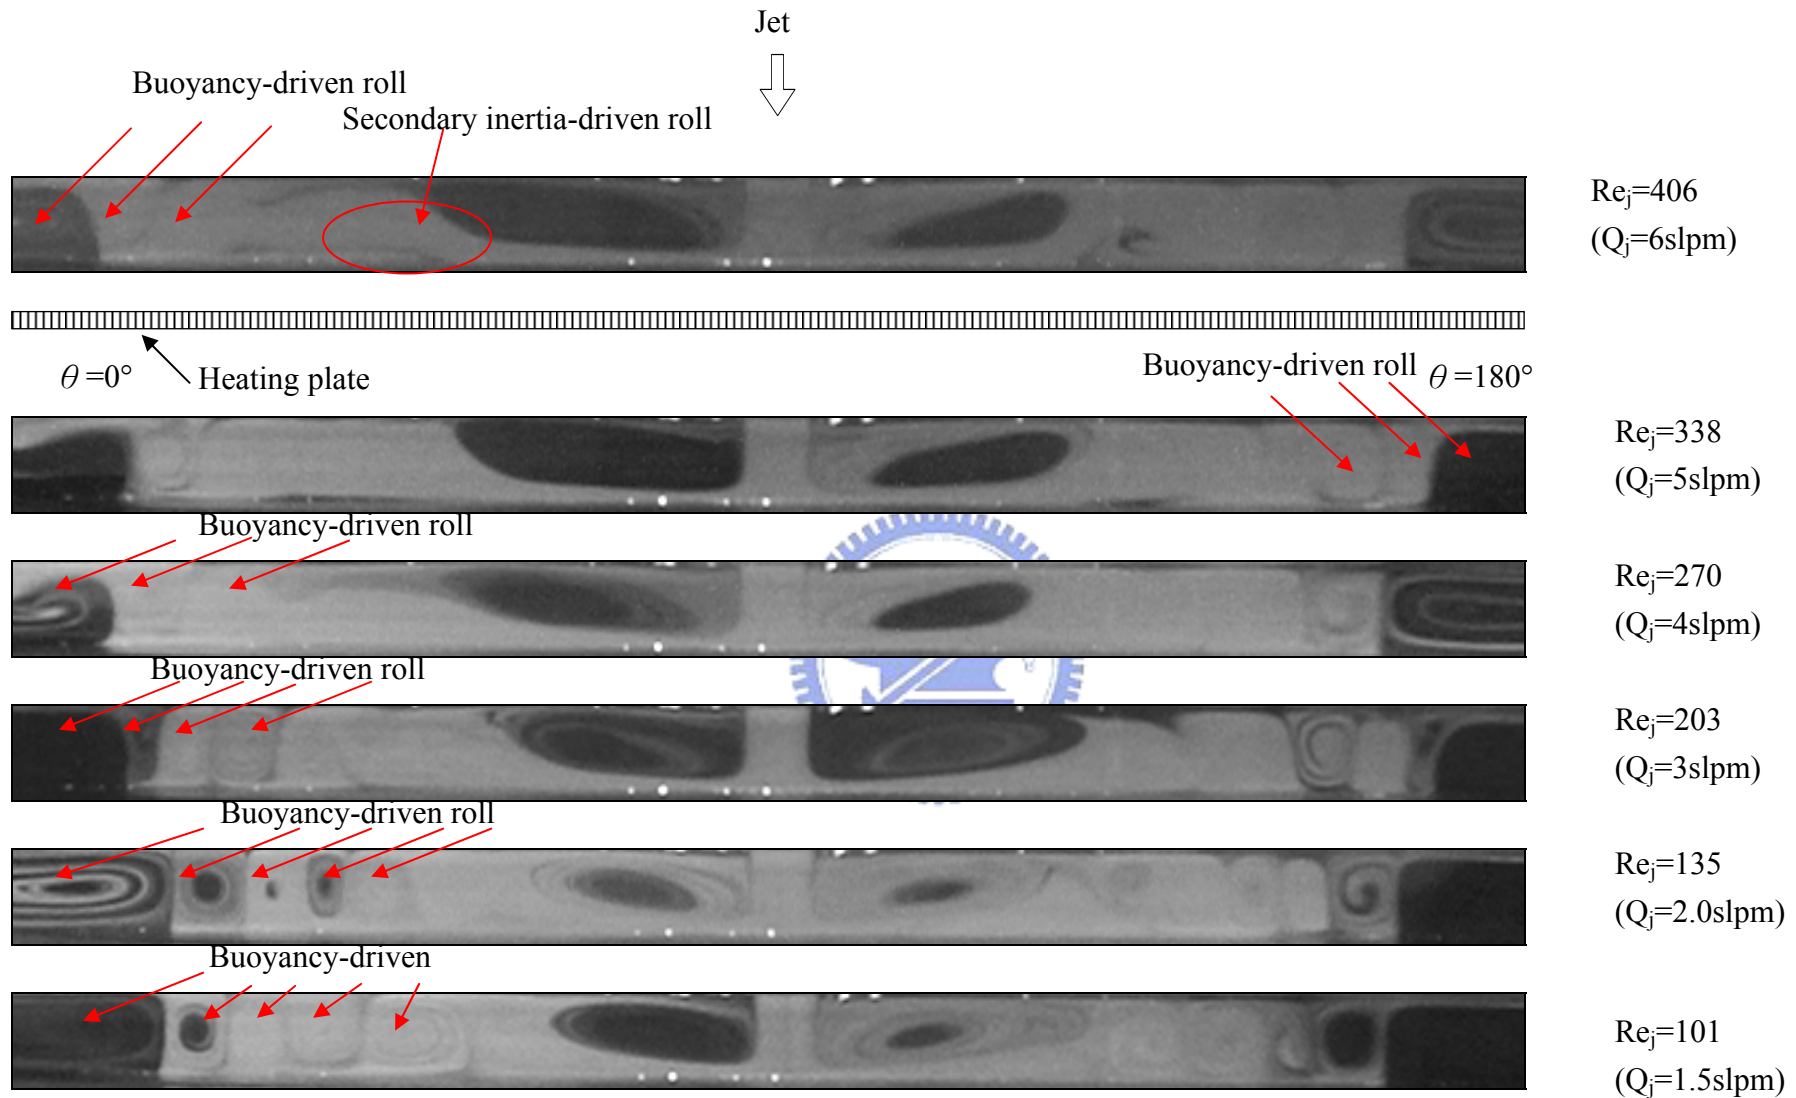 Jet
Buoyancy-driven roll
Secondary inertia-driven roll
Rej=406
(Qj=6slpm)
θ =0°
Heating plate
Buoyancy-driven roll
θ =180°
Rej=338
(Qj=5slpm)
Buoyancy-driven roll
Rej=270
(Qj=4slpm)
Buoyancy-driven roll
Rej=203
(Qj=3slpm)
Buoyancy-driven roll
Rej=135
(Qj=2.0slpm)
Buoyancy-driven
Rej=101
(Qj=1.5slpm)